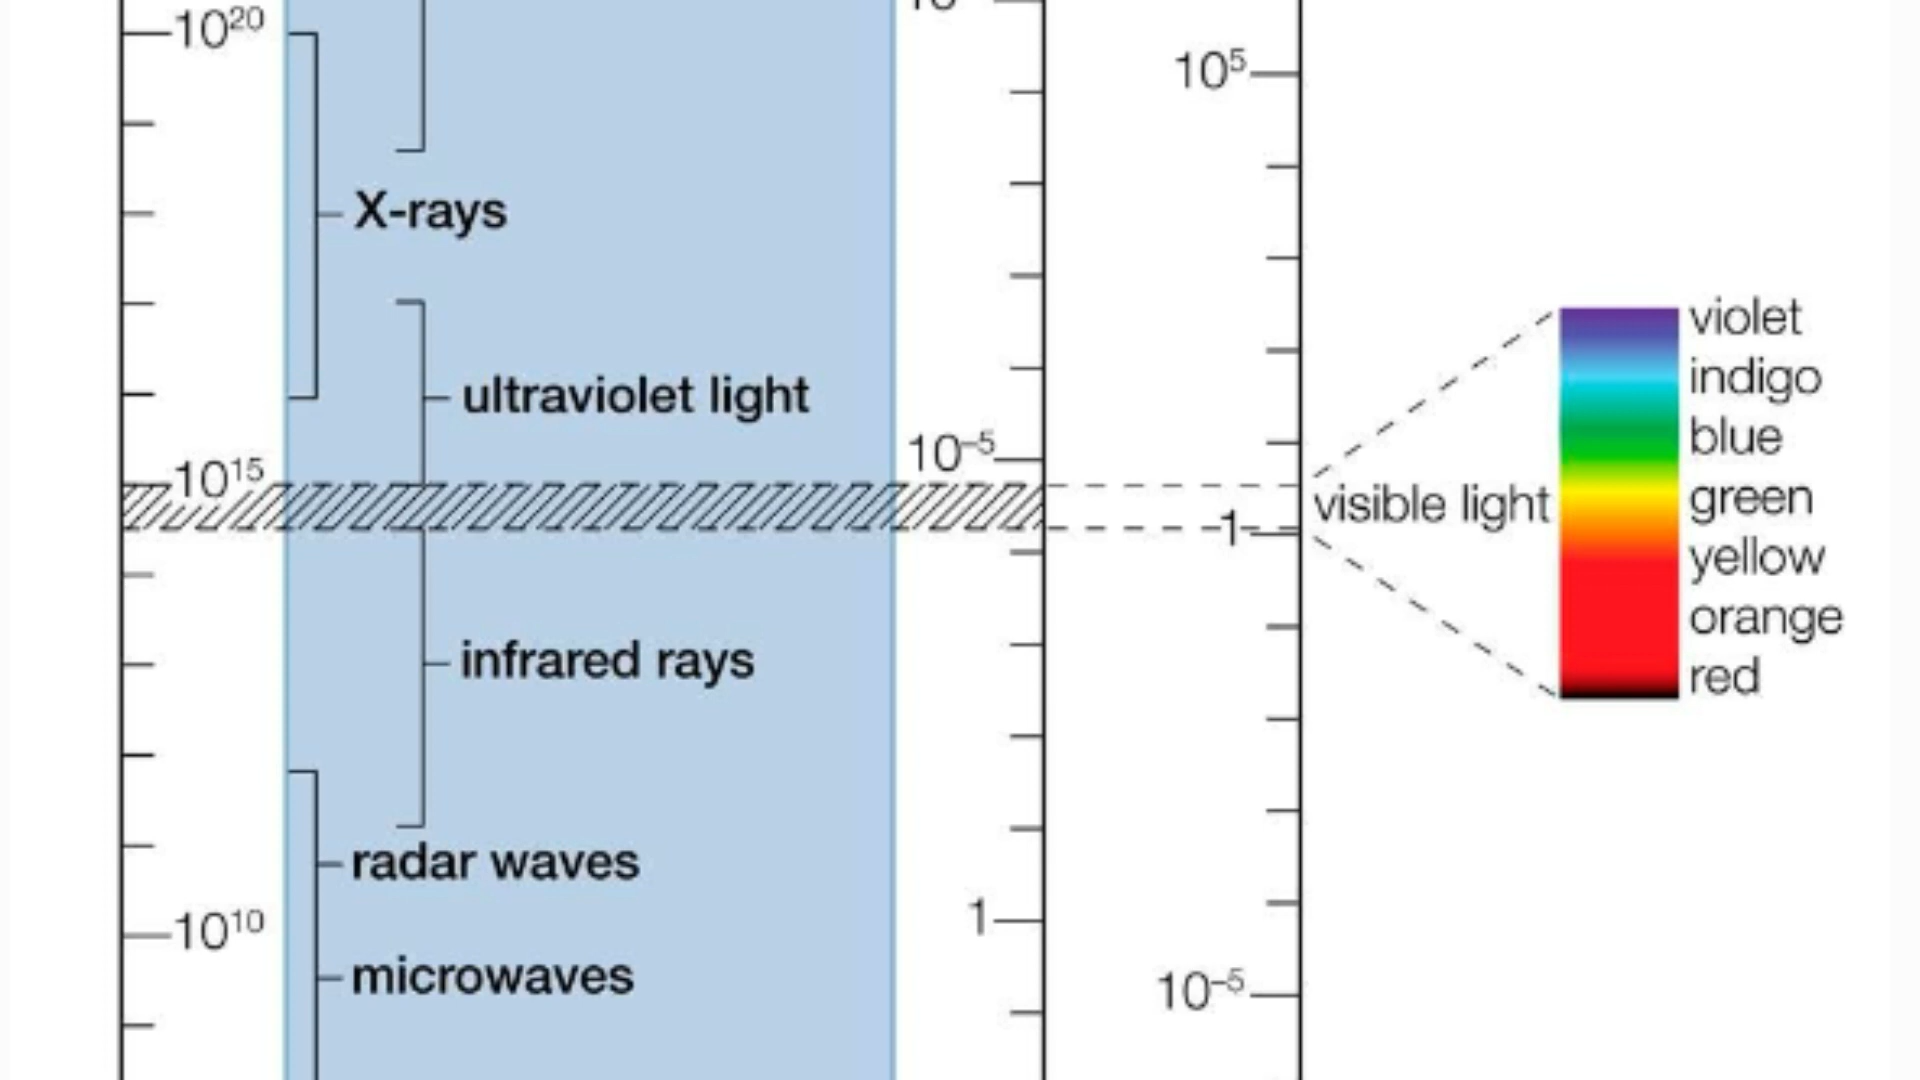 10²⁰
10⁵
X-rays
violet
indigo
ultraviolet light
blue
10⁻⁵
10¹⁵
visible light
green
1
yellow
orange
infrared rays
red
radar waves
1
10¹⁰
microwaves
10⁻⁵